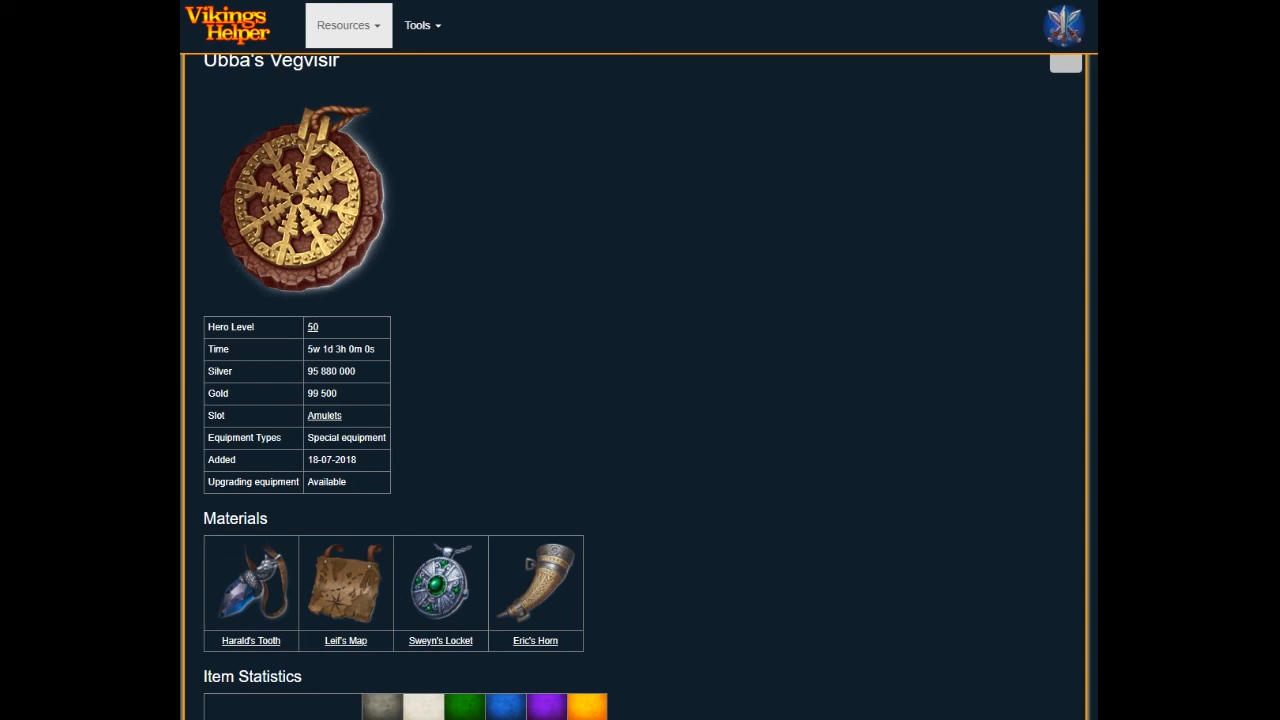 Vikings
Helper
Resources
Tools
Ubba's Vegvisir
Hero Level 50
Time 5w 1d 3h 0m 0s
Silver 95 880 000
Gold 99 500
Slot Amulets
Equipment Types Special equipment
Added 18-07-2018
Upgrading equipment Available
Materials
Harald's Tooth Leif's Map Sweyn's Locket Eric's Horn
Item Statistics